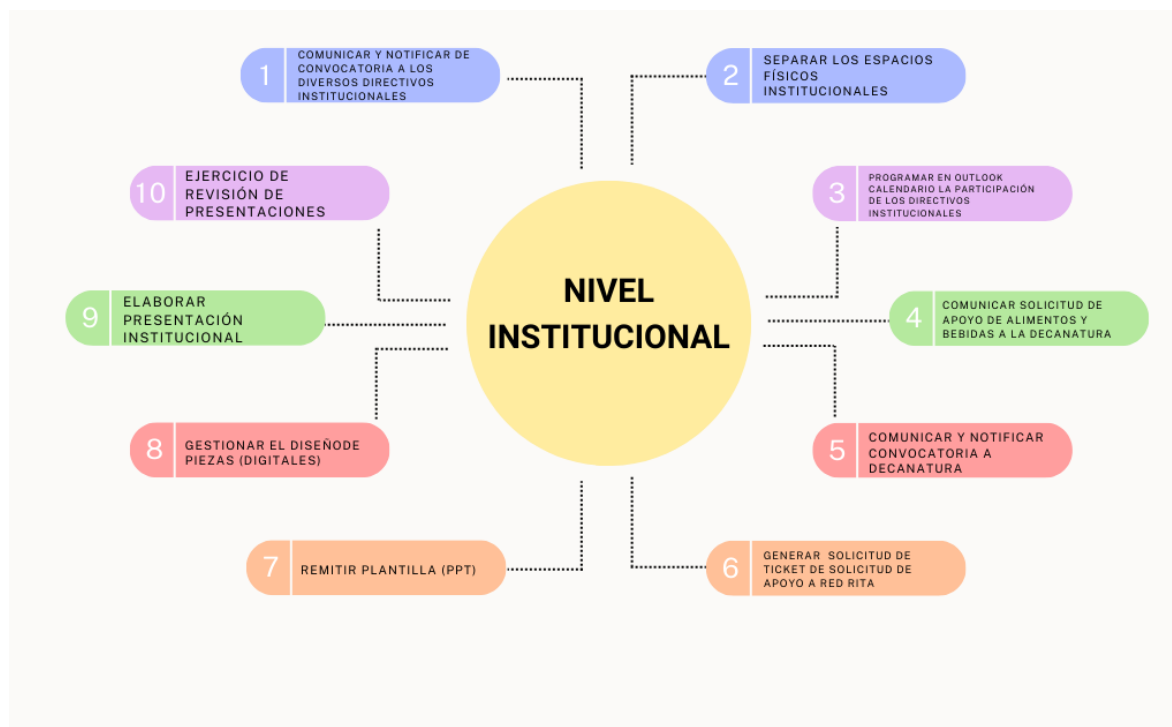 1
COMUNICAR Y NOTIFICAR DE
CONVOCATORIA A LOS
DIVERSOS DIRECTIVOS
INSTITUCIONALES
2
SEPARAR LOS ESPACIOS
FÍSICOS
INSTITUCIONALES
10
EJERCICIO DE
REVISIÓN DE
PRESENTACIONES
3
PROGRAMAR EN OUTLOOK
CALENDARIO LA PARTICIPACIÓN
DE LOS DIRECTIVOS
INSTITUCIONALES
NIVEL
INSTITUCIONAL
9
ELABORAR
PRESENTACIÓN
INSTITUCIONAL
4
COMUNICAR SOLICITUD DE
APOYO DE ALIMENTOS Y
BEBIDAS A LA DECANATURA
8
GESTIONAR EL DISEÑODE
PIEZAS (DIGITALES)
5
COMUNICAR Y NOTIFICAR
CONVOCATORIA A
DECANATURA
7
REMITIR PLANTILLA (PPT)
6
GENERAR SOLICITUD DE
TICKET DE SOLICITUD DE
APOYO A RED RITA